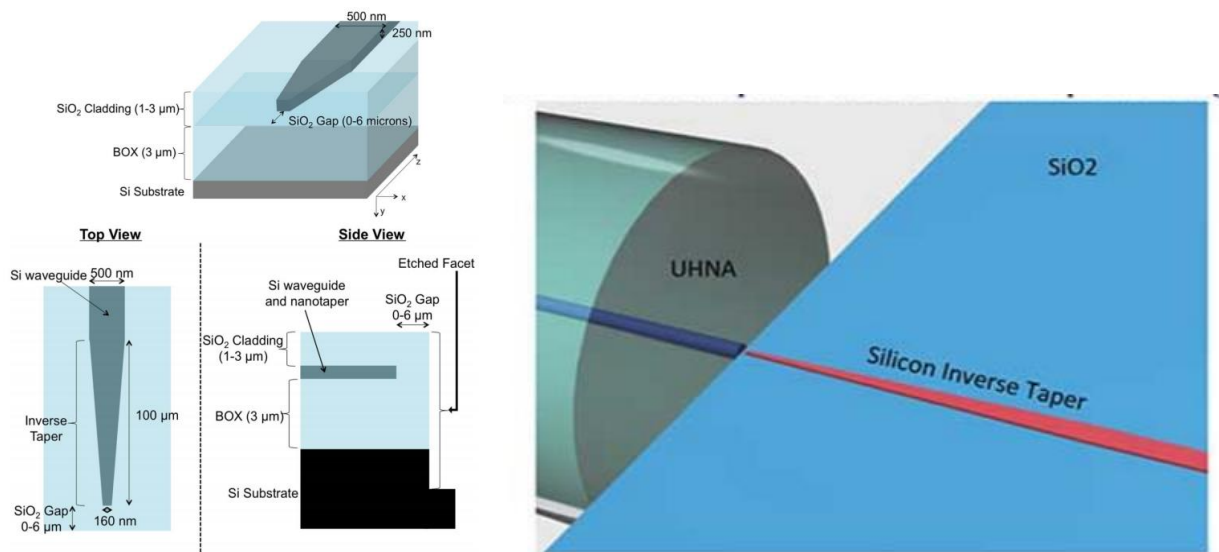 500 nm
250 nm
SiO₂ Cladding (1-3 µm)
SiO₂ Gap (0-6 microns)
BOX (3 µm)
z
Si Substrate
x
y
Top View
Side View
Etched Facet
Si waveguide
500 nm
Si waveguide
and nanotaper
SiO₂ Gap
0-6 µm
SiO₂ Cladding
(1-3 µm)
Inverse
Taper
100 µm
BOX (3 µm)
Si Substrate
SiO₂ Gap
0-6 µm
160 nm
SiO2
UHNA
Silicon Inverse Taper